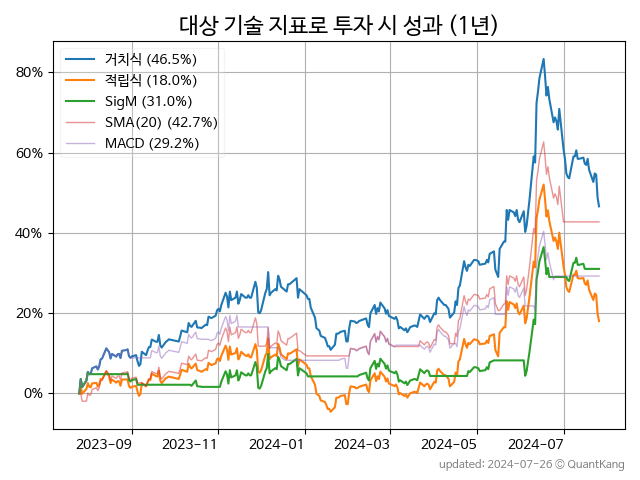 대상 기술 지표로 투자 시 성과 (1년)
거치식 (46.5%)
적립식 (18.0%)
SigM (31.0%)
SMA(20) (42.7%)
MACD (29.2%)
80%
60%
40%
20%
0%
2023-09 2023-11 2024-01 2024-03 2024-05 2024-07
updated: 2024-07-26 © QuantKang